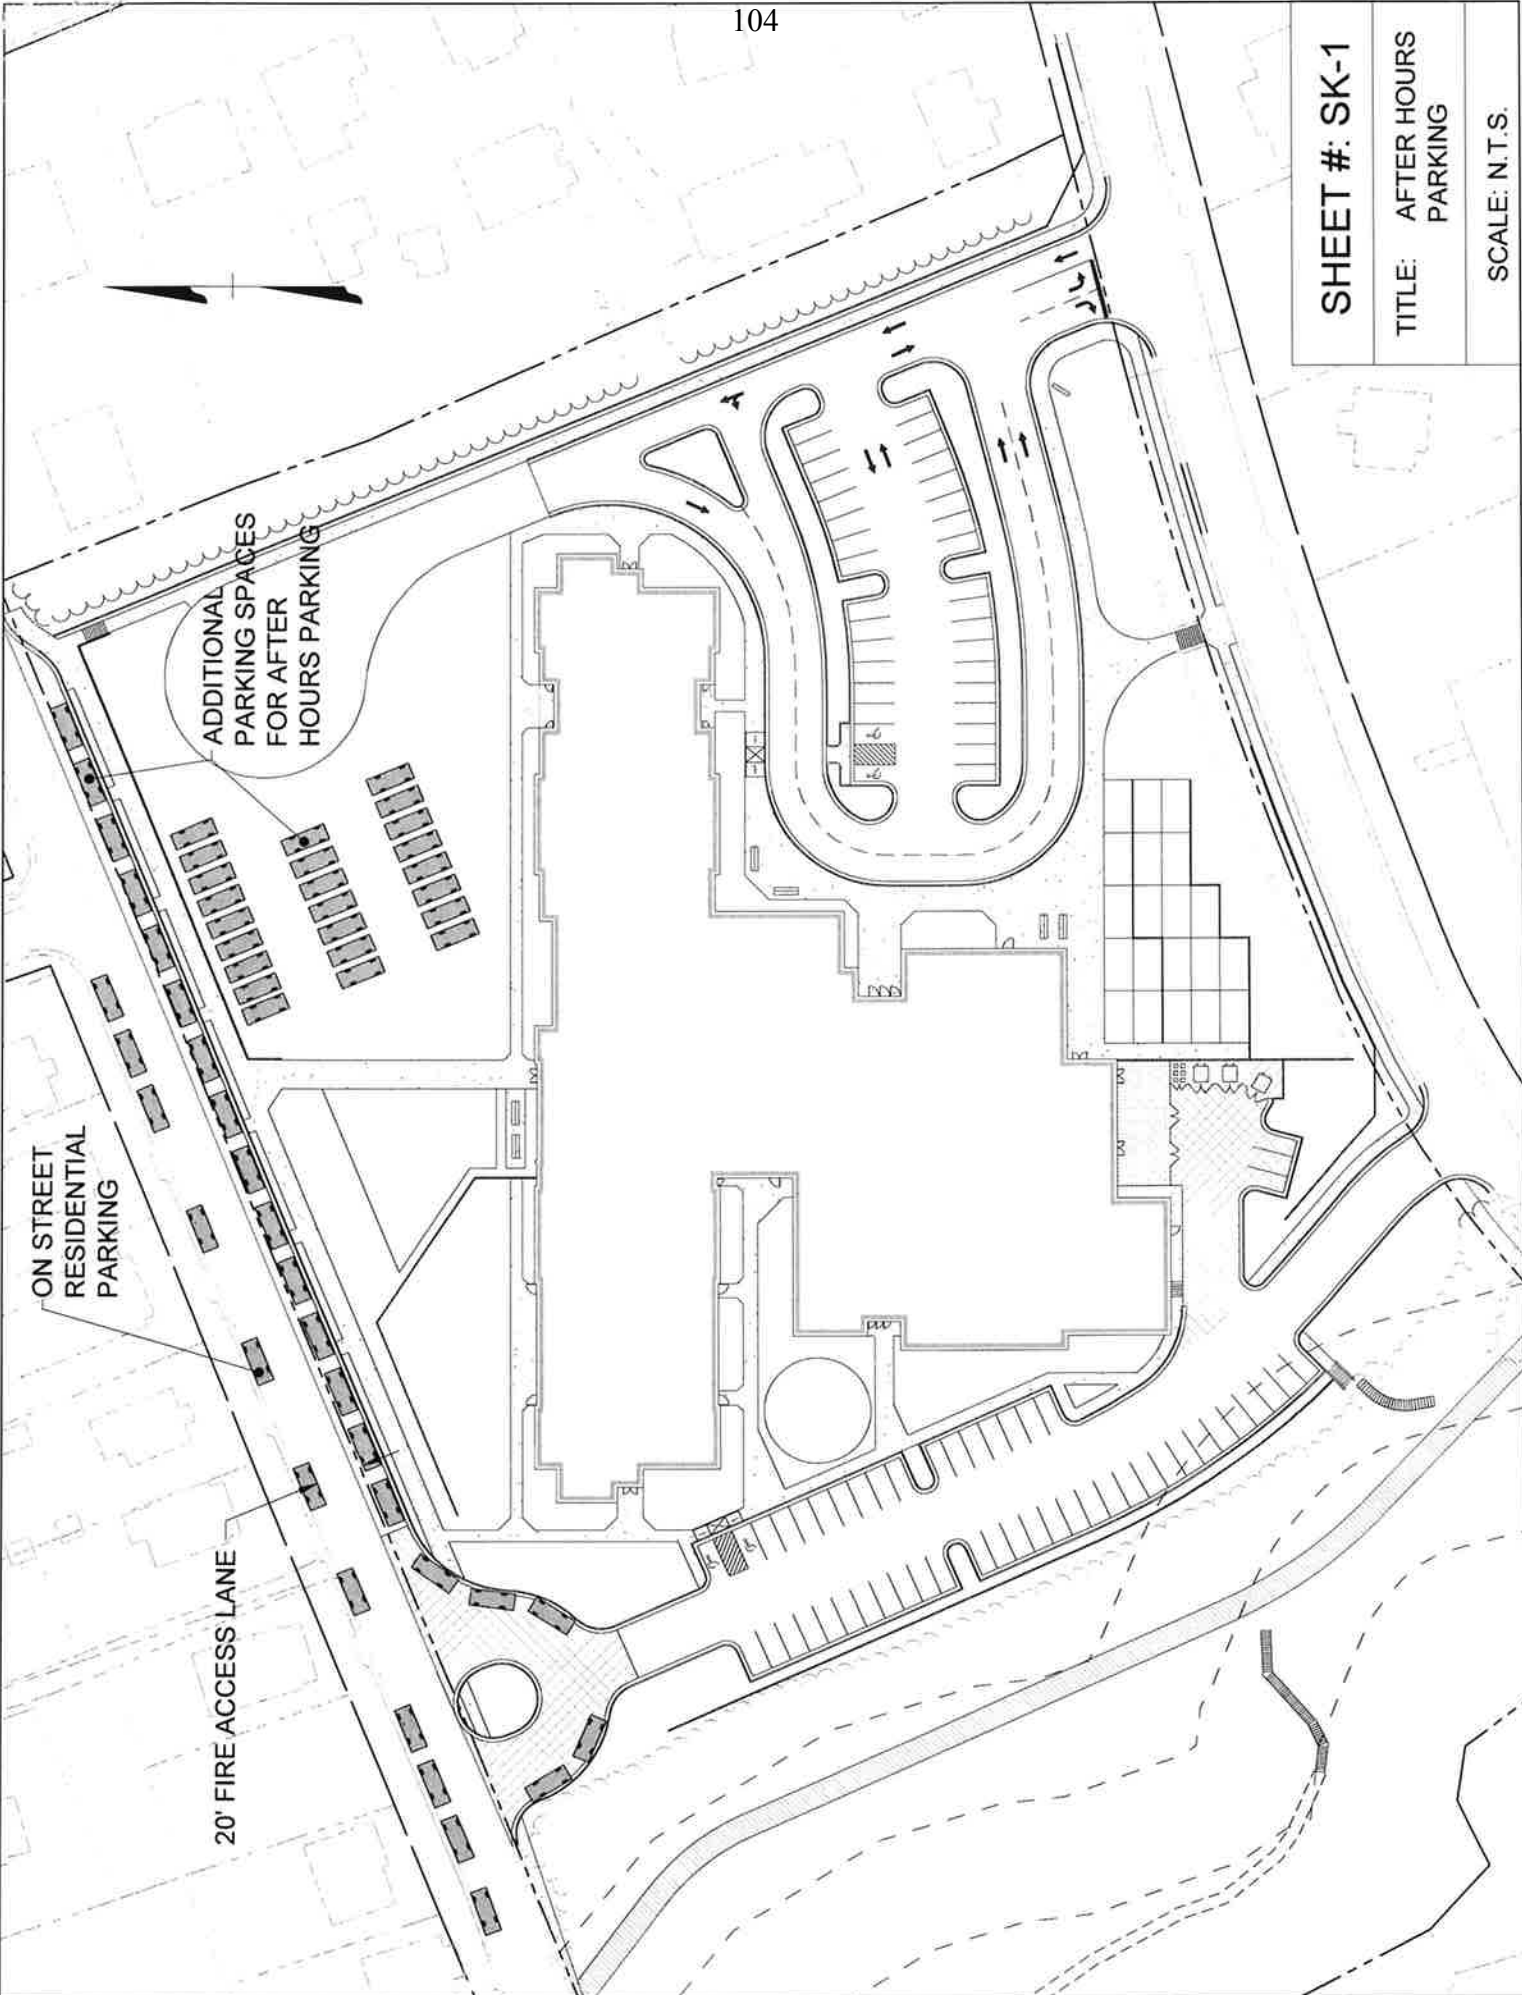 104
ON STREET
RESIDENTIAL
PARKING
20' FIRE ACCESS LANE
ADDITIONAL
PARKING SPACES
FOR AFTER
HOURS PARKING
SHEET #: SK-1
TITLE: AFTER HOURS
PARKING
SCALE: N.T.S.